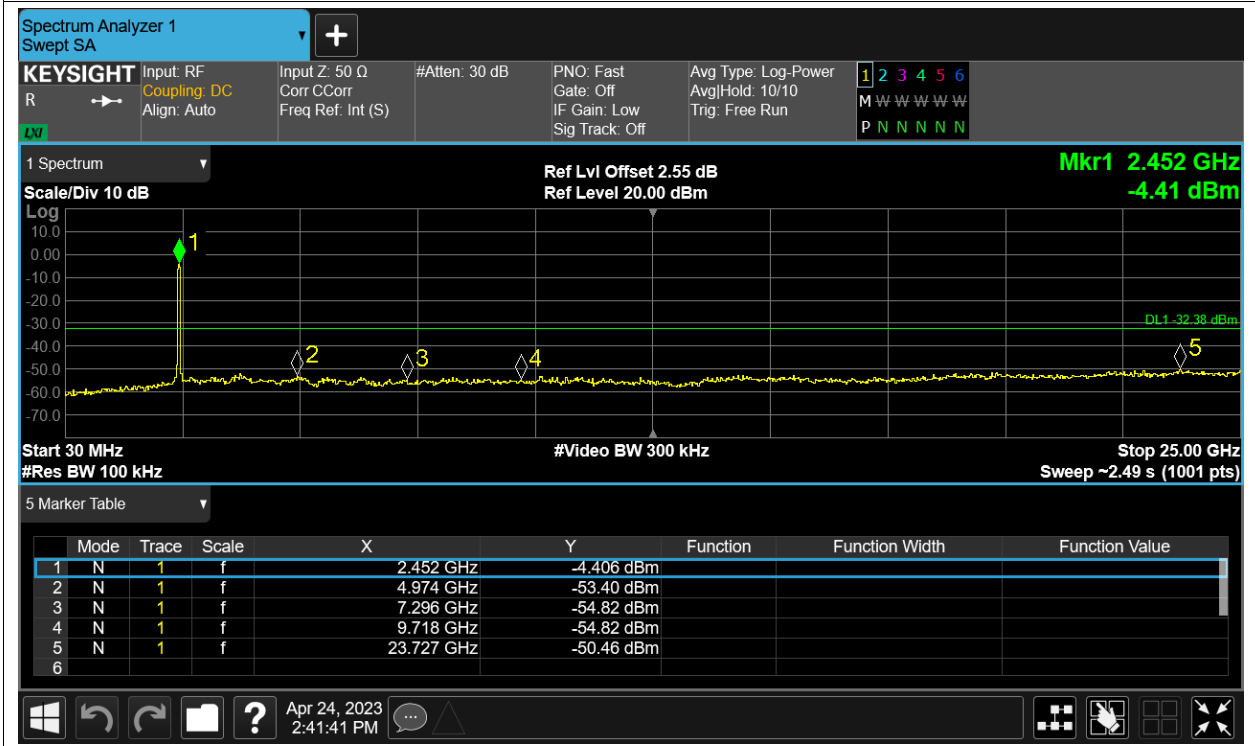 Spectrum Analyzer 1
Swept SA
+
KEYSIGHT
R
LXI
Input: RF
Coupling: DC
Align: Auto
Input Z: 50 Ω
Corr CCorr
Freq Ref: Int (S)
#Atten: 30 dB
PNO: Fast
Gate: Off
IF Gain: Low
Sig Track: Off
Avg Type: Log-Power
Avg|Hold: 10/10
Trig: Free Run
1 2 3 4 5 6
M W W W W W
P N N N N N
1 Spectrum
Scale/Div 10 dB
Ref Lvl Offset 2.55 dB
Ref Level 20.00 dBm
Mkr1 2.452 GHz
-4.41 dBm
Log
10.0
0.00
-10.0
-20.0
-30.0
-40.0
-50.0
-60.0
-70.0
1
2
3
4
5
DL1 -32.38 dBm
Start 30 MHz
#Res BW 100 kHz
#Video BW 300 kHz
Stop 25.00 GHz
Sweep ~2.49 s (1001 pts)
5 Marker Table
Mode Trace Scale X Y Function Function Width Function Value
1 N 1 f 2.452 GHz -4.406 dBm
2 N 1 f 4.974 GHz -53.40 dBm
3 N 1 f 7.296 GHz -54.82 dBm
4 N 1 f 9.718 GHz -54.82 dBm
5 N 1 f 23.727 GHz -50.46 dBm
6
?
Apr 24, 2023
2:41:41 PM